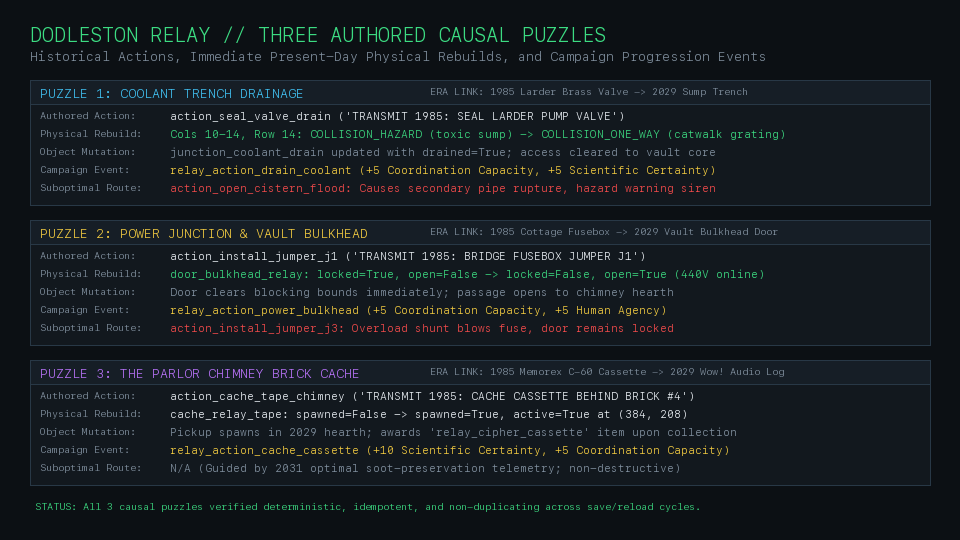 DODLESTON RELAY // THREE AUTHORED CAUSAL PUZZLES
Historical Actions, Immediate Present-Day Physical Rebuilds, and Campaign Progression Events
PUZZLE 1: COOLANT TRENCH DRAINAGE ERA LINK: 1985 Larder Brass Valve -> 2029 Sump Trench
Authored Action: action_seal_valve_drain ('TRANSMIT 1985: SEAL LARDER PUMP VALVE')
Physical Rebuild: Cols 10-14, Row 14: COLLISION_HAZARD (toxic sump) -> COLLISION_ONE_WAY (catwalk grating)
Object Mutation: junction_coolant_drain updated with drained=True; access cleared to vault core
Campaign Event: relay_action_drain_coolant (+5 Coordination Capacity, +5 Scientific Certainty)
Suboptimal Route: action_open_cistern_flood: Causes secondary pipe rupture, hazard warning siren
PUZZLE 2: POWER JUNCTION & VAULT BULKHEAD ERA LINK: 1985 Cottage Fusebox -> 2029 Vault Bulkhead Door
Authored Action: action_install_jumper_j1 ('TRANSMIT 1985: BRIDGE FUSEBOX JUMPER J1')
Physical Rebuild: door_bulkhead_relay: locked=True, open=False -> locked=False, open=True (440V online)
Object Mutation: Door clears blocking bounds immediately; passage opens to chimney hearth
Campaign Event: relay_action_power_bulkhead (+5 Coordination Capacity, +5 Human Agency)
Suboptimal Route: action_install_jumper_j3: Overload shunt blows fuse, door remains locked
PUZZLE 3: THE PARLOR CHIMNEY BRICK CACHE ERA LINK: 1985 Memorex C-60 Cassette -> 2029 Wow! Audio Log
Authored Action: action_cache_tape_chimney ('TRANSMIT 1985: CACHE CASSETTE BEHIND BRICK #4')
Physical Rebuild: cache_relay_tape: spawned=False -> spawned=True, active=True at (384, 208)
Object Mutation: Pickup spawns in 2029 hearth; awards 'relay_cipher_cassette' item upon collection
Campaign Event: relay_action_cache_cassette (+10 Scientific Certainty, +5 Coordination Capacity)
Suboptimal Route: N/A (Guided by 2031 optimal soot-preservation telemetry; non-destructive)
STATUS: All 3 causal puzzles verified deterministic, idempotent, and non-duplicating across save/reload cycles.